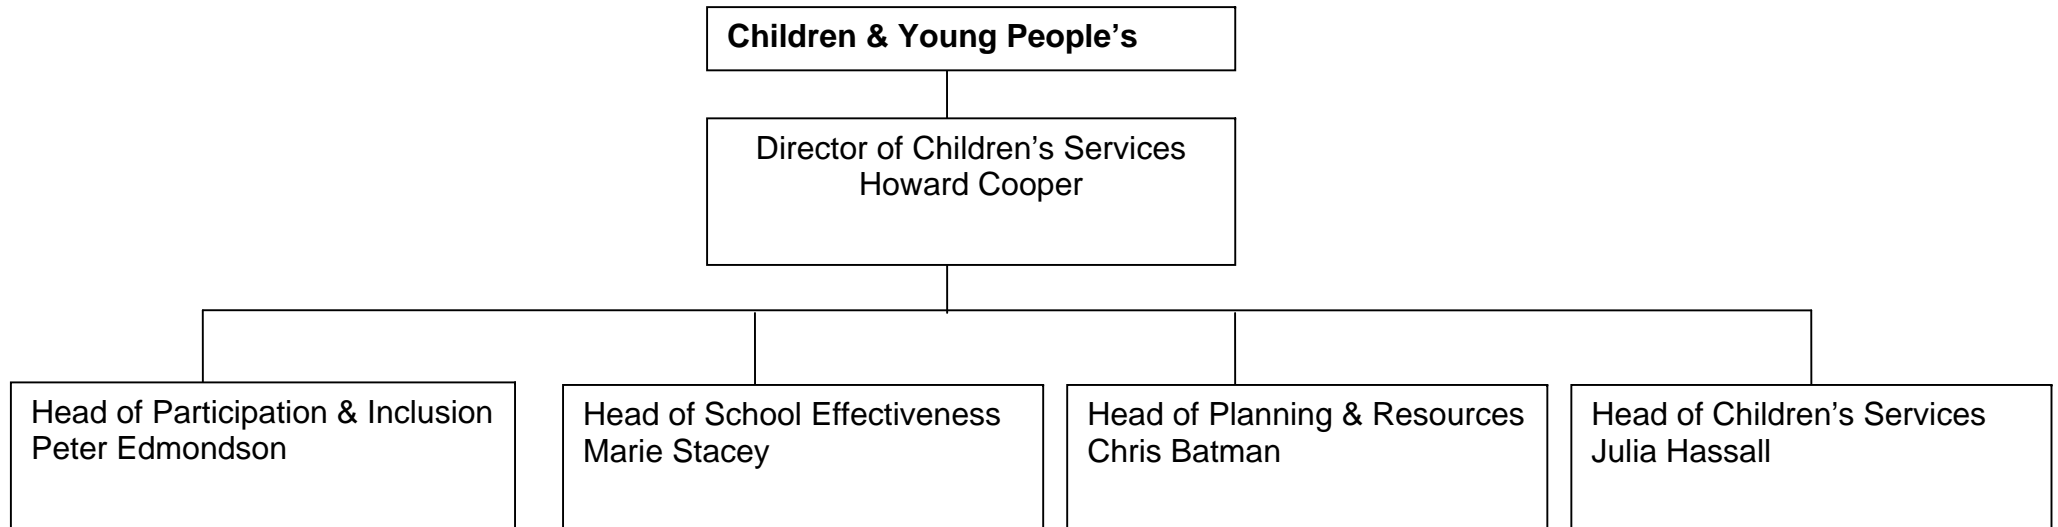 Children & Young People’s
Director of Children’s Services
Howard Cooper
Head of Participation & Inclusion
Peter Edmondson
Head of School Effectiveness
Marie Stacey
Head of Planning & Resources
Chris Batman
Head of Children’s Services
Julia Hassall